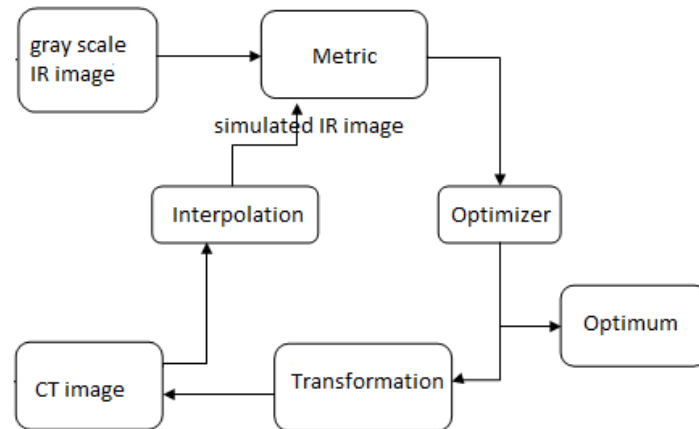 gray scale
IR image
Metric
simulated IR image
Interpolation
Optimizer
Optimum
CT image
Transformation